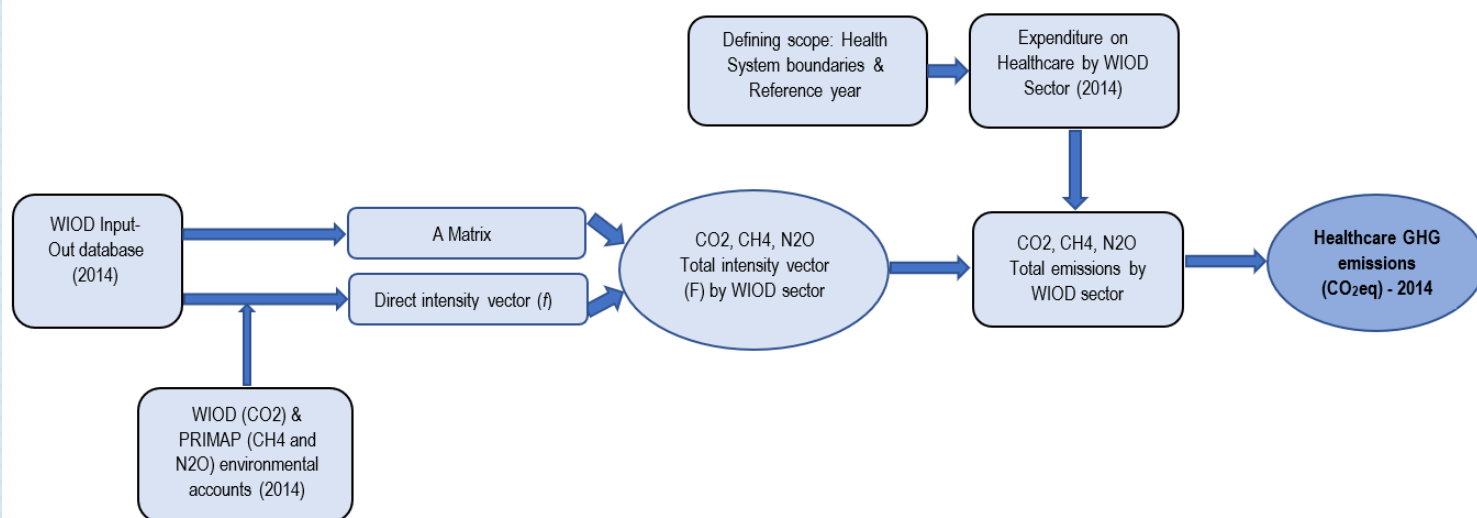 Defining scope: Health
System boundaries &
Reference year
Expenditure on
Healthcare by WIOD
Sector (2014)
WIOD Input-
Out database
(2014)
A Matrix
Direct intensity vector (f)
CO2, CH4, N2O
Total intensity vector
(F) by WIOD sector
CO2, CH4, N2O
Total emissions by
WIOD sector
Healthcare GHG
emissions
(CO₂eq) - 2014
WIOD (CO2) &
PRIMAP (CH4 and
N2O) environmental
accounts (2014)